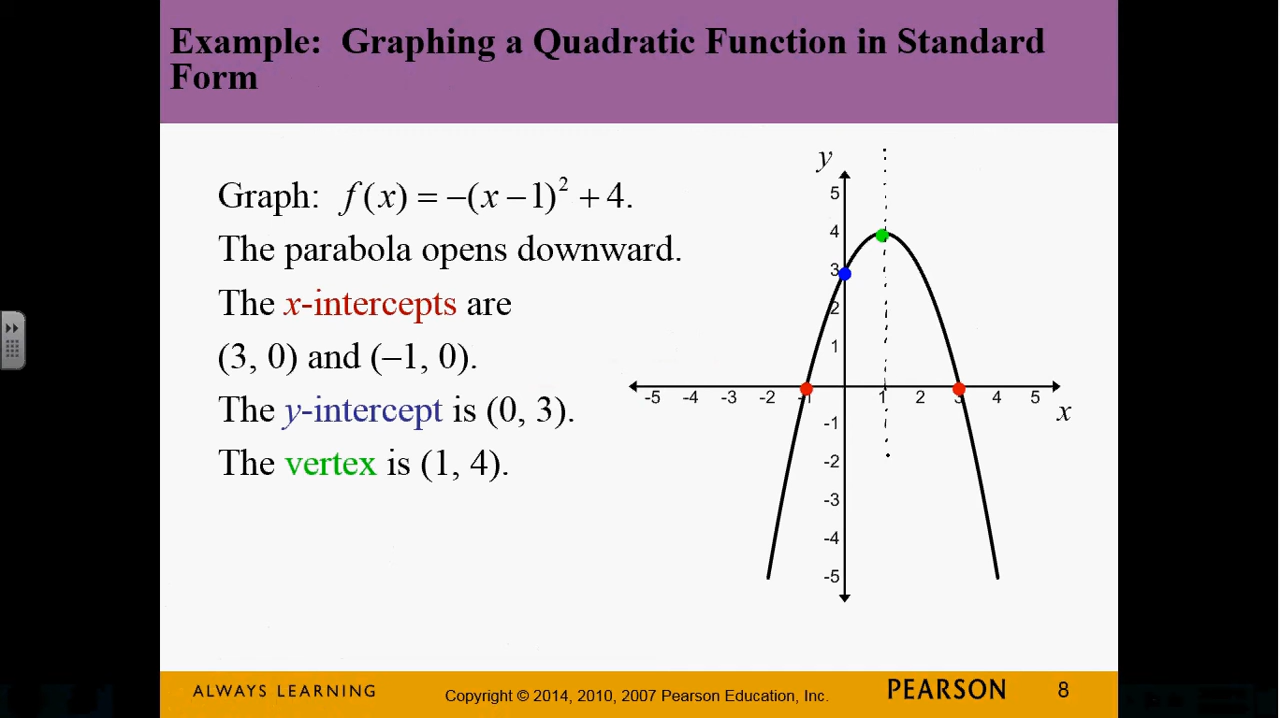 Example: Graphing a Quadratic Function in Standard
Form
Graph: f(x) = −(x − 1)² + 4.
The parabola opens downward.
The x-intercepts are
(3, 0) and (−1, 0).
The y-intercept is (0, 3).
The vertex is (1, 4).
y
5
4
3
2
1
-5 -4 -3 -2 -1 1 2 3 4 5
x
-1
-2
-3
-4
-5
ALWAYS LEARNING
Copyright © 2014, 2010, 2007 Pearson Education, Inc.
PEARSON
8